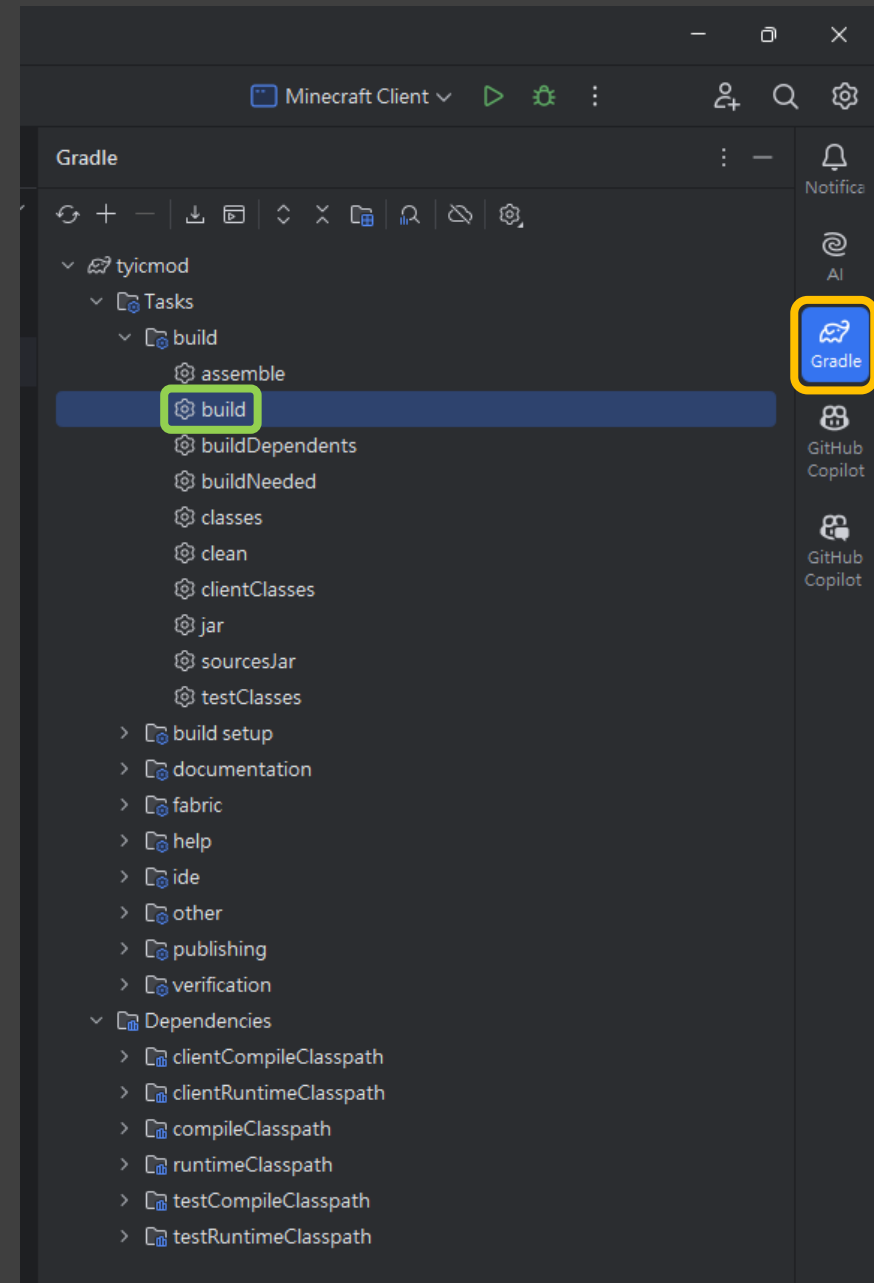 Minecraft Client
Gradle
Notifica
AI
Gradle
GitHub
Copilot
GitHub
Copilot
tyicmod
Tasks
build
assemble
build
buildDependents
buildNeeded
classes
clean
clientClasses
jar
sourcesJar
testClasses
build setup
documentation
fabric
help
ide
other
publishing
verification
Dependencies
clientCompileClasspath
clientRuntimeClasspath
compileClasspath
runtimeClasspath
testCompileClasspath
testRuntimeClasspath